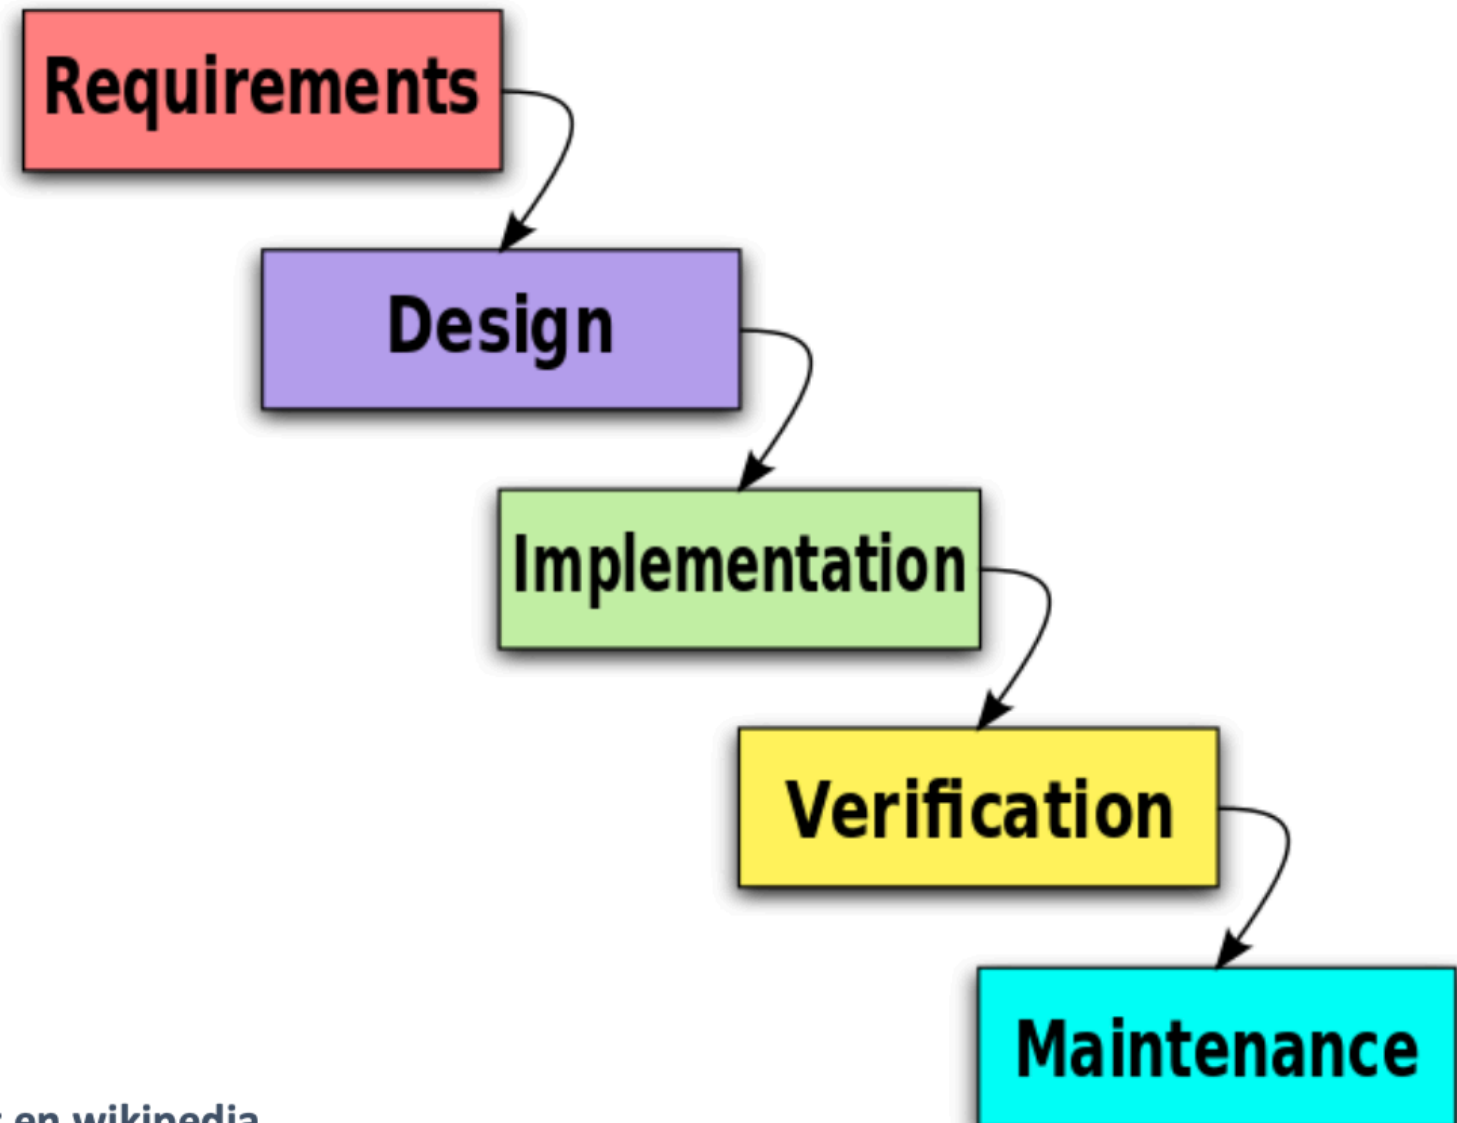 Requirements
Design
Implementation
Verification
Maintenance
: en wikipedia